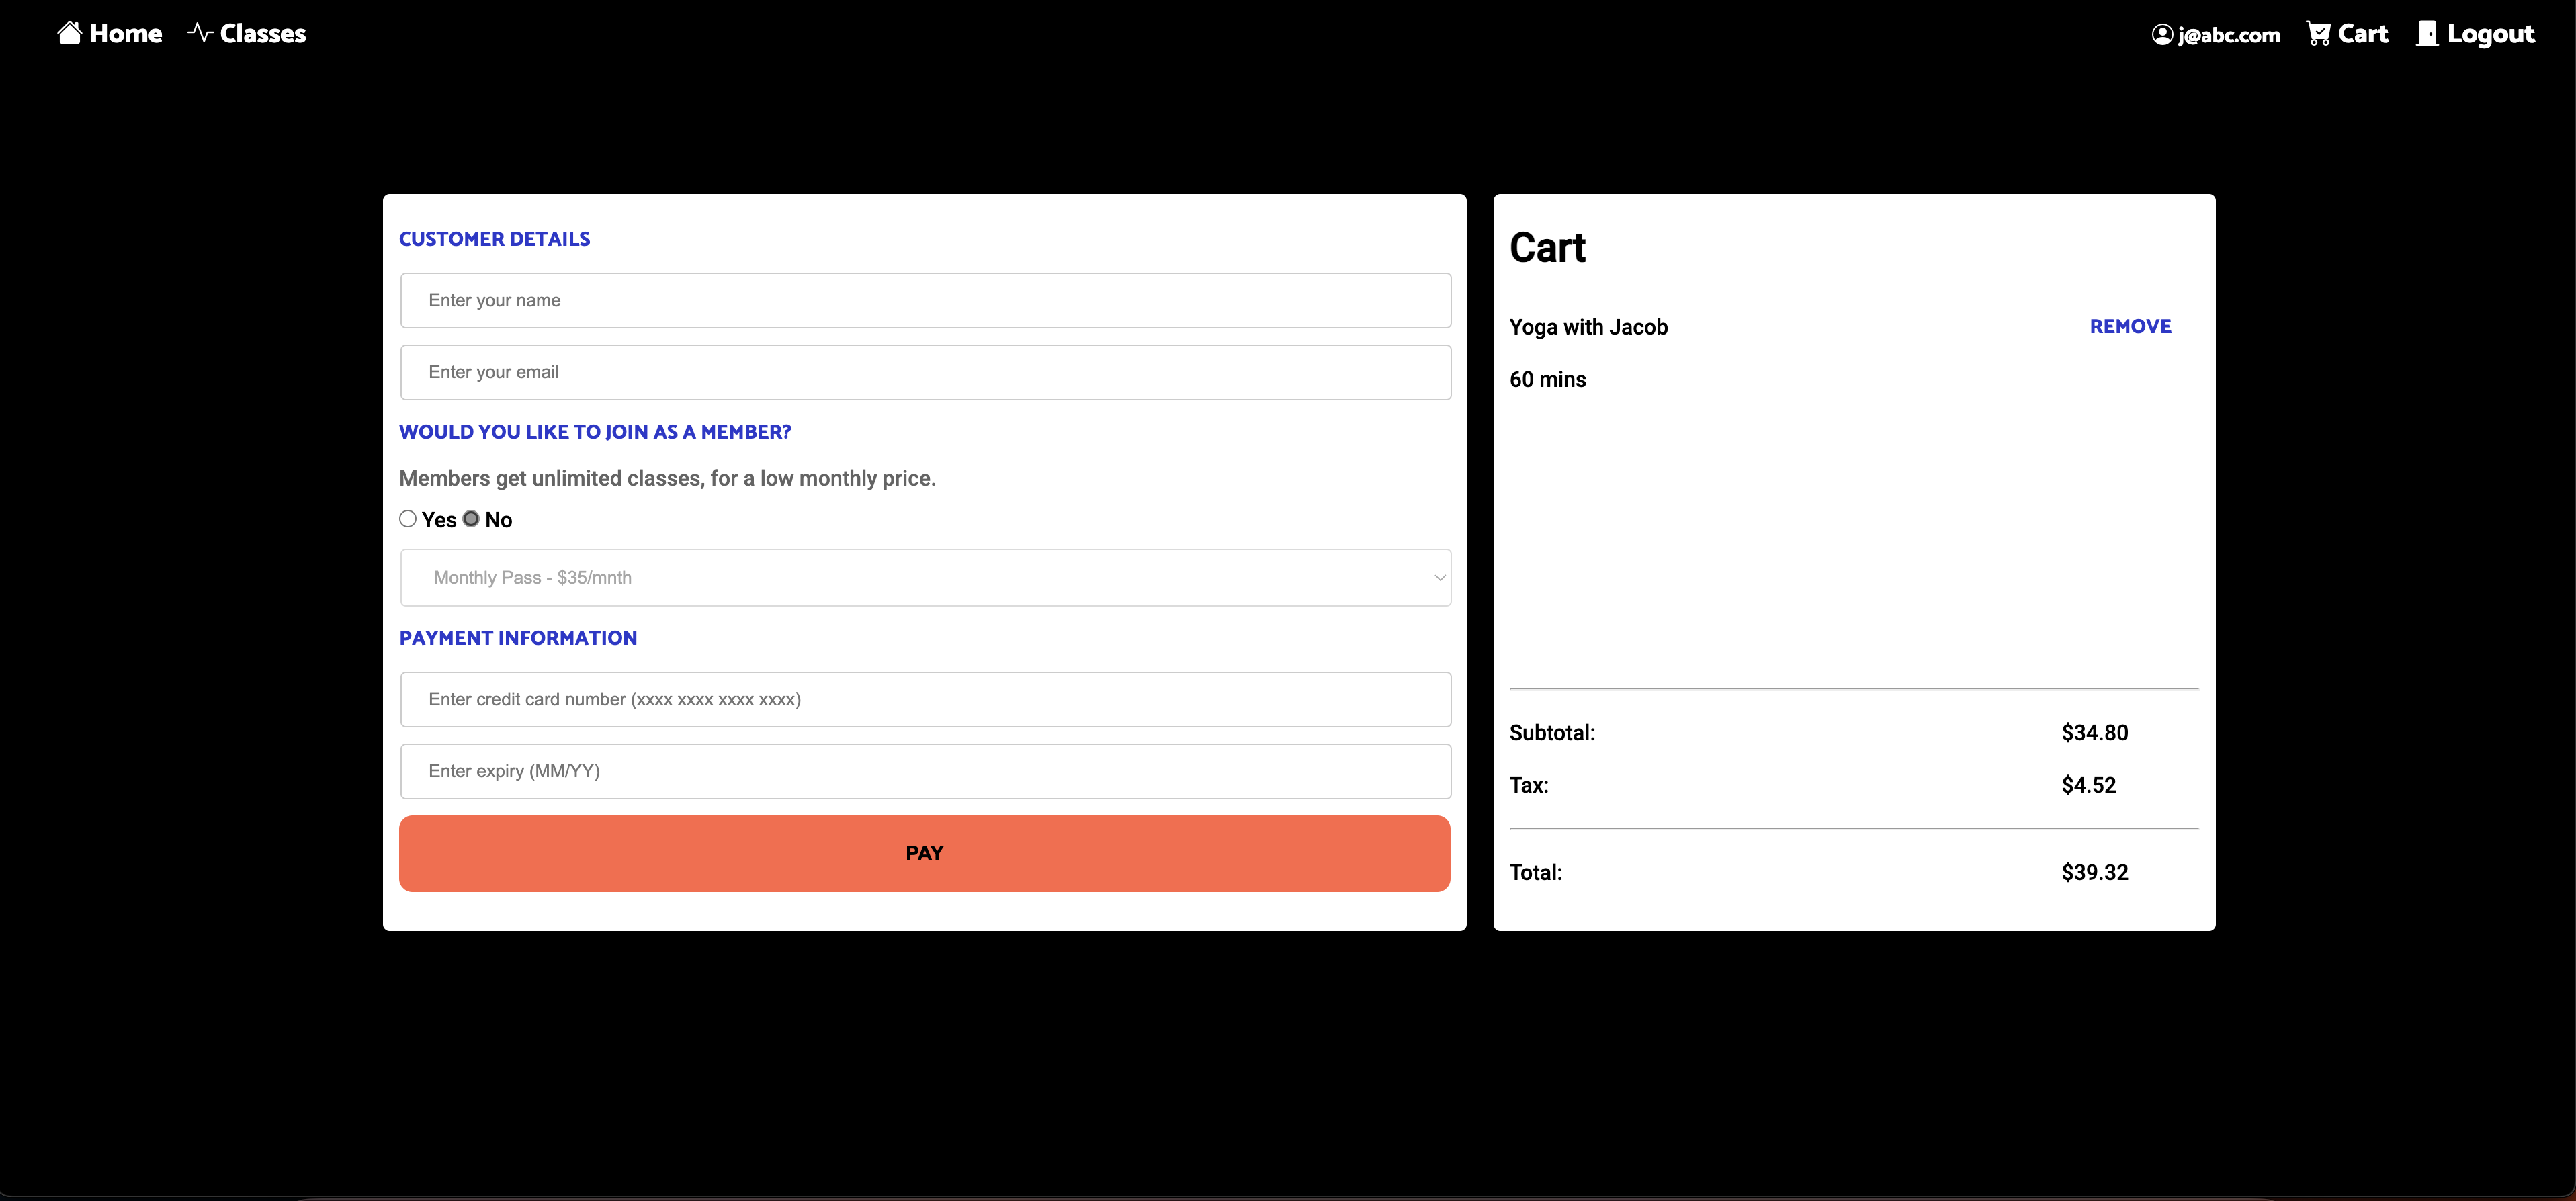 Home Classes j@abc.com Cart Logout
CUSTOMER DETAILS
Enter your name
Enter your email
WOULD YOU LIKE TO JOIN AS A MEMBER?
Members get unlimited classes, for a low monthly price.
Yes No
Monthly Pass - $35/mnth
PAYMENT INFORMATION
Enter credit card number (xxxx xxxx xxxx xxxx)
Enter expiry (MM/YY)
PAY
Cart
Yoga with Jacob REMOVE
60 mins
Subtotal: $34.80
Tax: $4.52
Total: $39.32